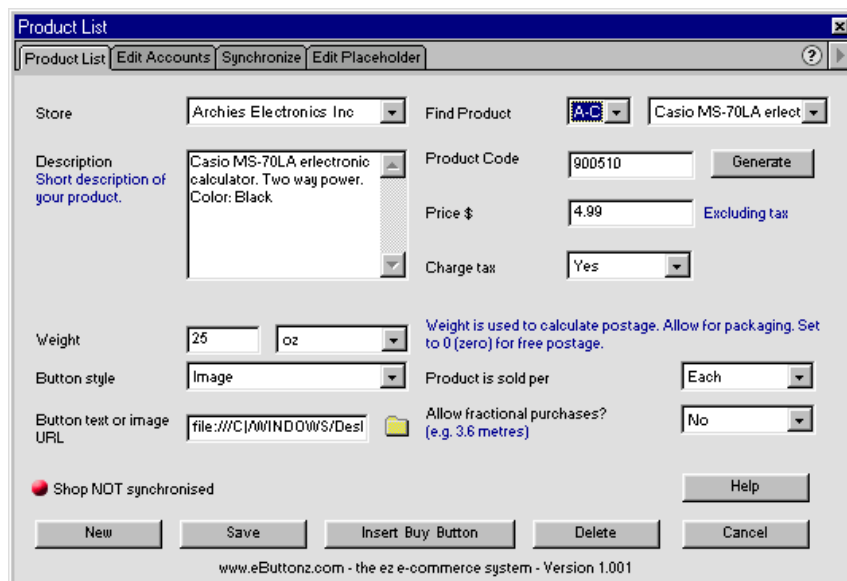 Product List
Product List Edit Accounts Synchronize Edit Placeholder ?
Store Archies Electronics Inc Find Product A-C Casio MS-70LA erlect
Description
Short description of
your product.
Casio MS-70LA erlectronic
calculator. Two way power.
Color: Black
Product Code 900510 Generate
Price $ 4.99 Excluding tax
Charge tax Yes
Weight 25 oz
Weight is used to calculate postage. Allow for packaging. Set
to 0 (zero) for free postage.
Button style Image Product is sold per Each
Button text or image
URL
file:///C|/WINDOWS/Desl
Allow fractional purchases?
(e.g. 3.6 metres)
No
Shop NOT synchronised Help
New Save Insert Buy Button Delete Cancel
www.eButtonz.com - the ez e-commerce system - Version 1.001